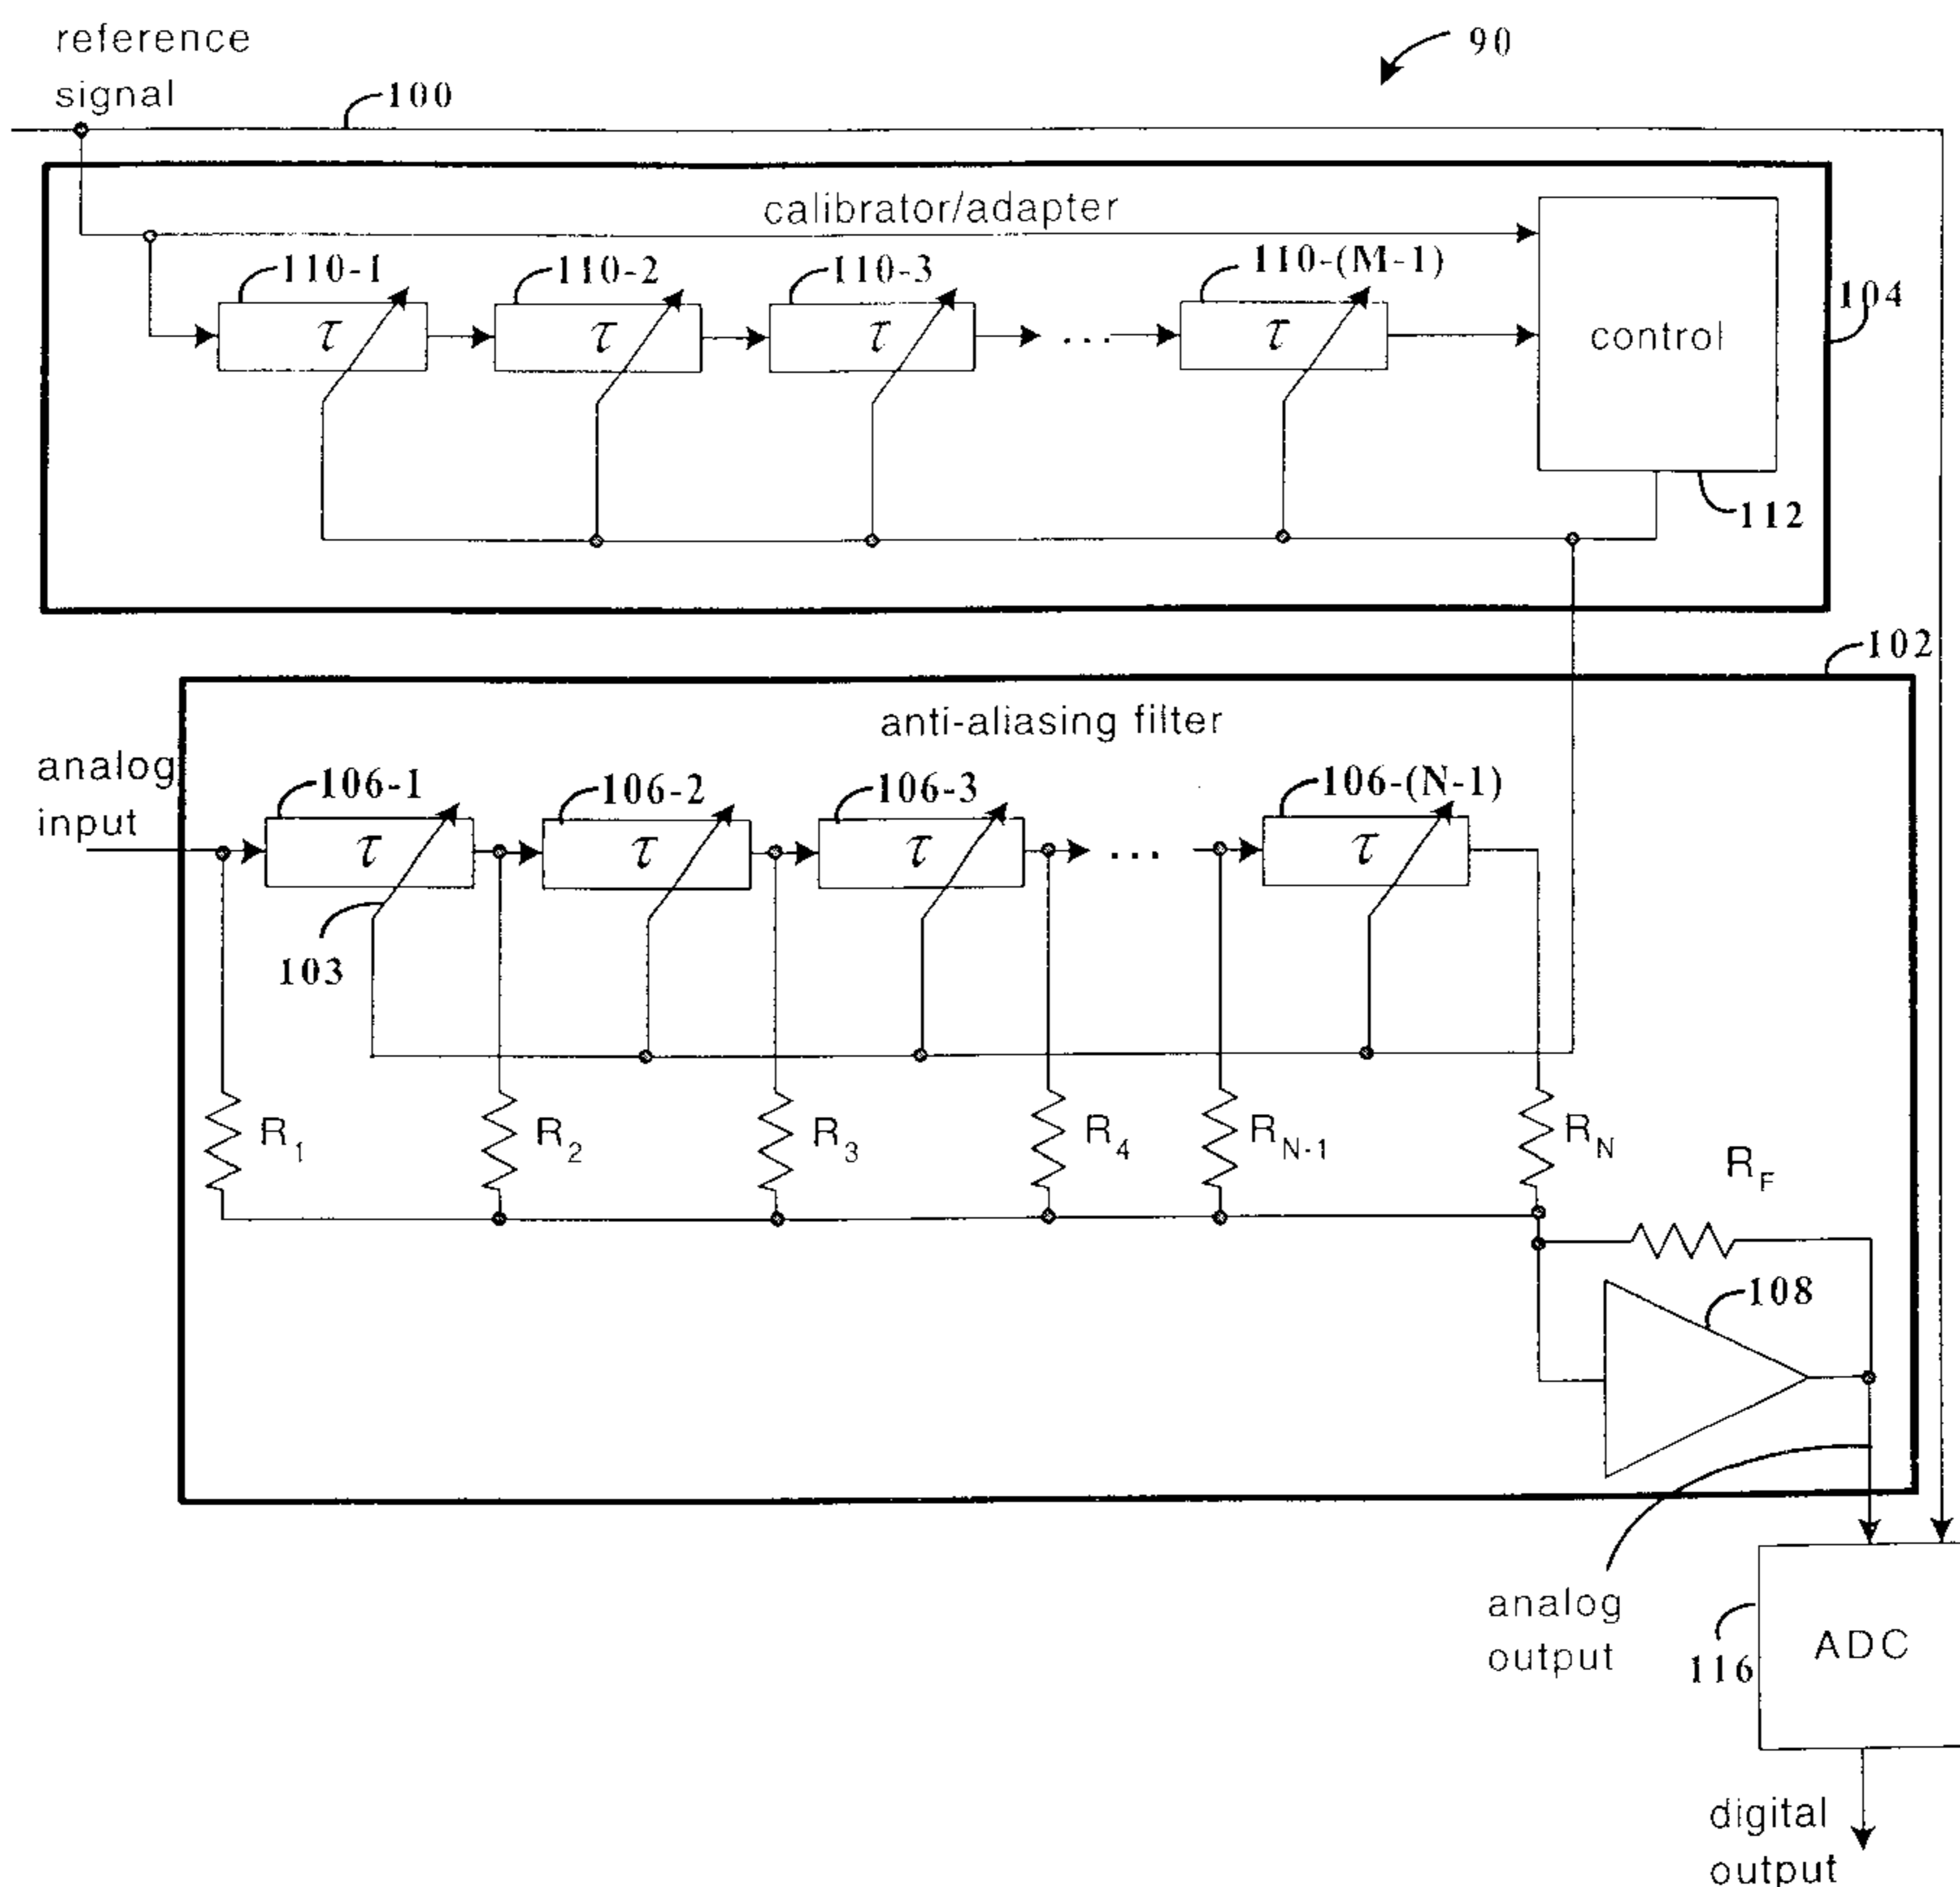 reference
signal
100
90
calibrator/adapter
110-1
110-2
110-3
110-(M-1)
104
τ
τ
τ
...
τ
control
112
102
anti-aliasing filter
analog
input
106-1
106-2
106-3
106-(N-1)
τ
τ
τ
...
τ
103
R1
R2
R3
R4
RN-1
RN
RF
108
analog
output
116
ADC
digital
output